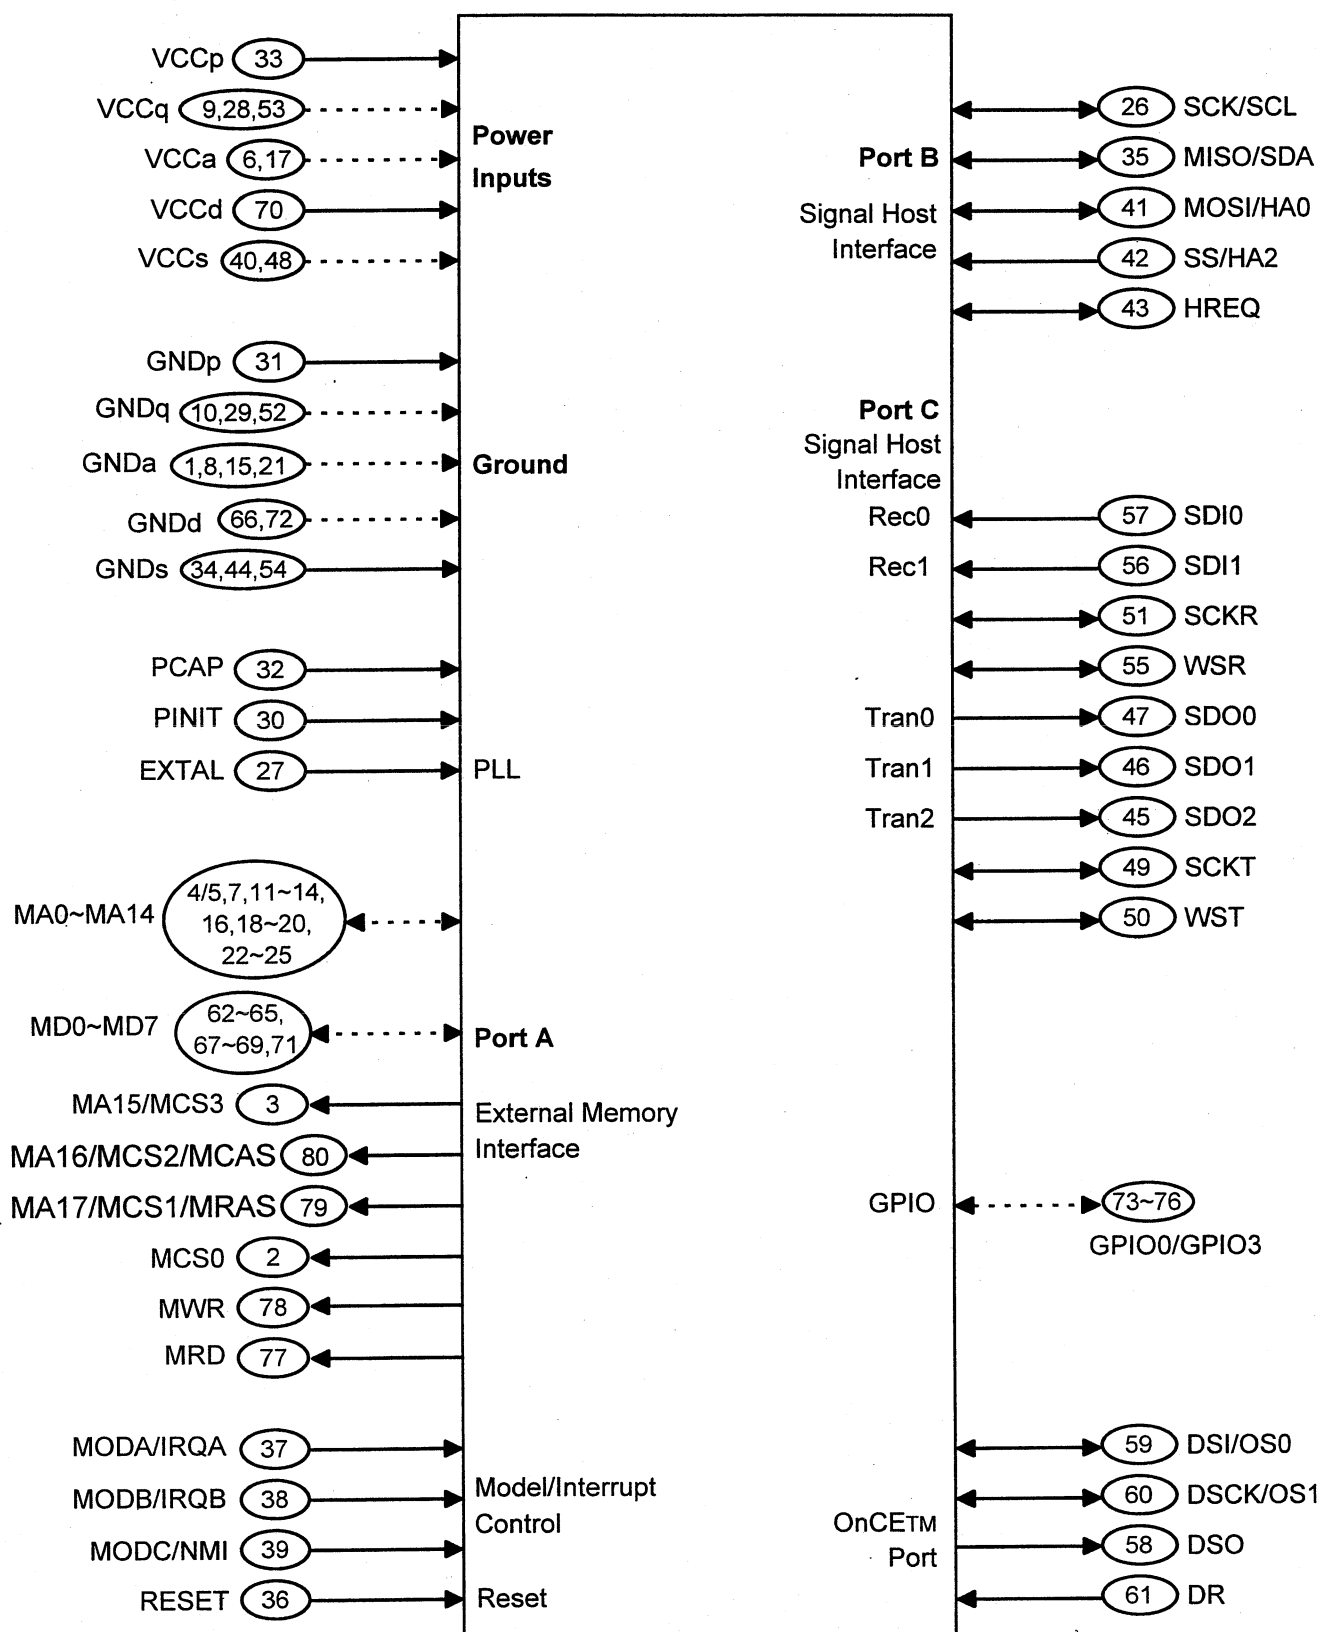 VCCp 33
VCCq 9,28,53
VCCa 6,17
VCCd 70
VCCs 40,48
Power
Inputs
GNDp 31
GNDq 10,29,52
GNDa 1,8,15,21
GNDd 66,72
GNDs 34,44,54
Ground
PCAP 32
PINIT 30
EXTAL 27
PLL
MA0~MA14
4/5,7,11~14,
16,18~20,
22~25
MD0~MD7
62~65,
67~69,71
Port A
External Memory
Interface
MA15/MCS3 3
MA16/MCS2/MCAS 80
MA17/MCS1/MRAS 79
MCS0 2
MWR 78
MRD 77
MODA/IRQA 37
MODB/IRQB 38
MODC/NMI 39
RESET 36
Model/Interrupt
Control
Reset
Port B
Signal Host
Interface
26 SCK/SCL
35 MISO/SDA
41 MOSI/HA0
42 SS/HA2
43 HREQ
Port C
Signal Host
Interface
Rec0 57 SDI0
Rec1 56 SDI1
51 SCKR
55 WSR
Tran0 47 SDO0
Tran1 46 SDO1
Tran2 45 SDO2
49 SCKT
50 WST
GPIO 73~76
GPIO0/GPIO3
OnCETM
Port
59 DSI/OS0
60 DSCK/OS1
58 DSO
61 DR